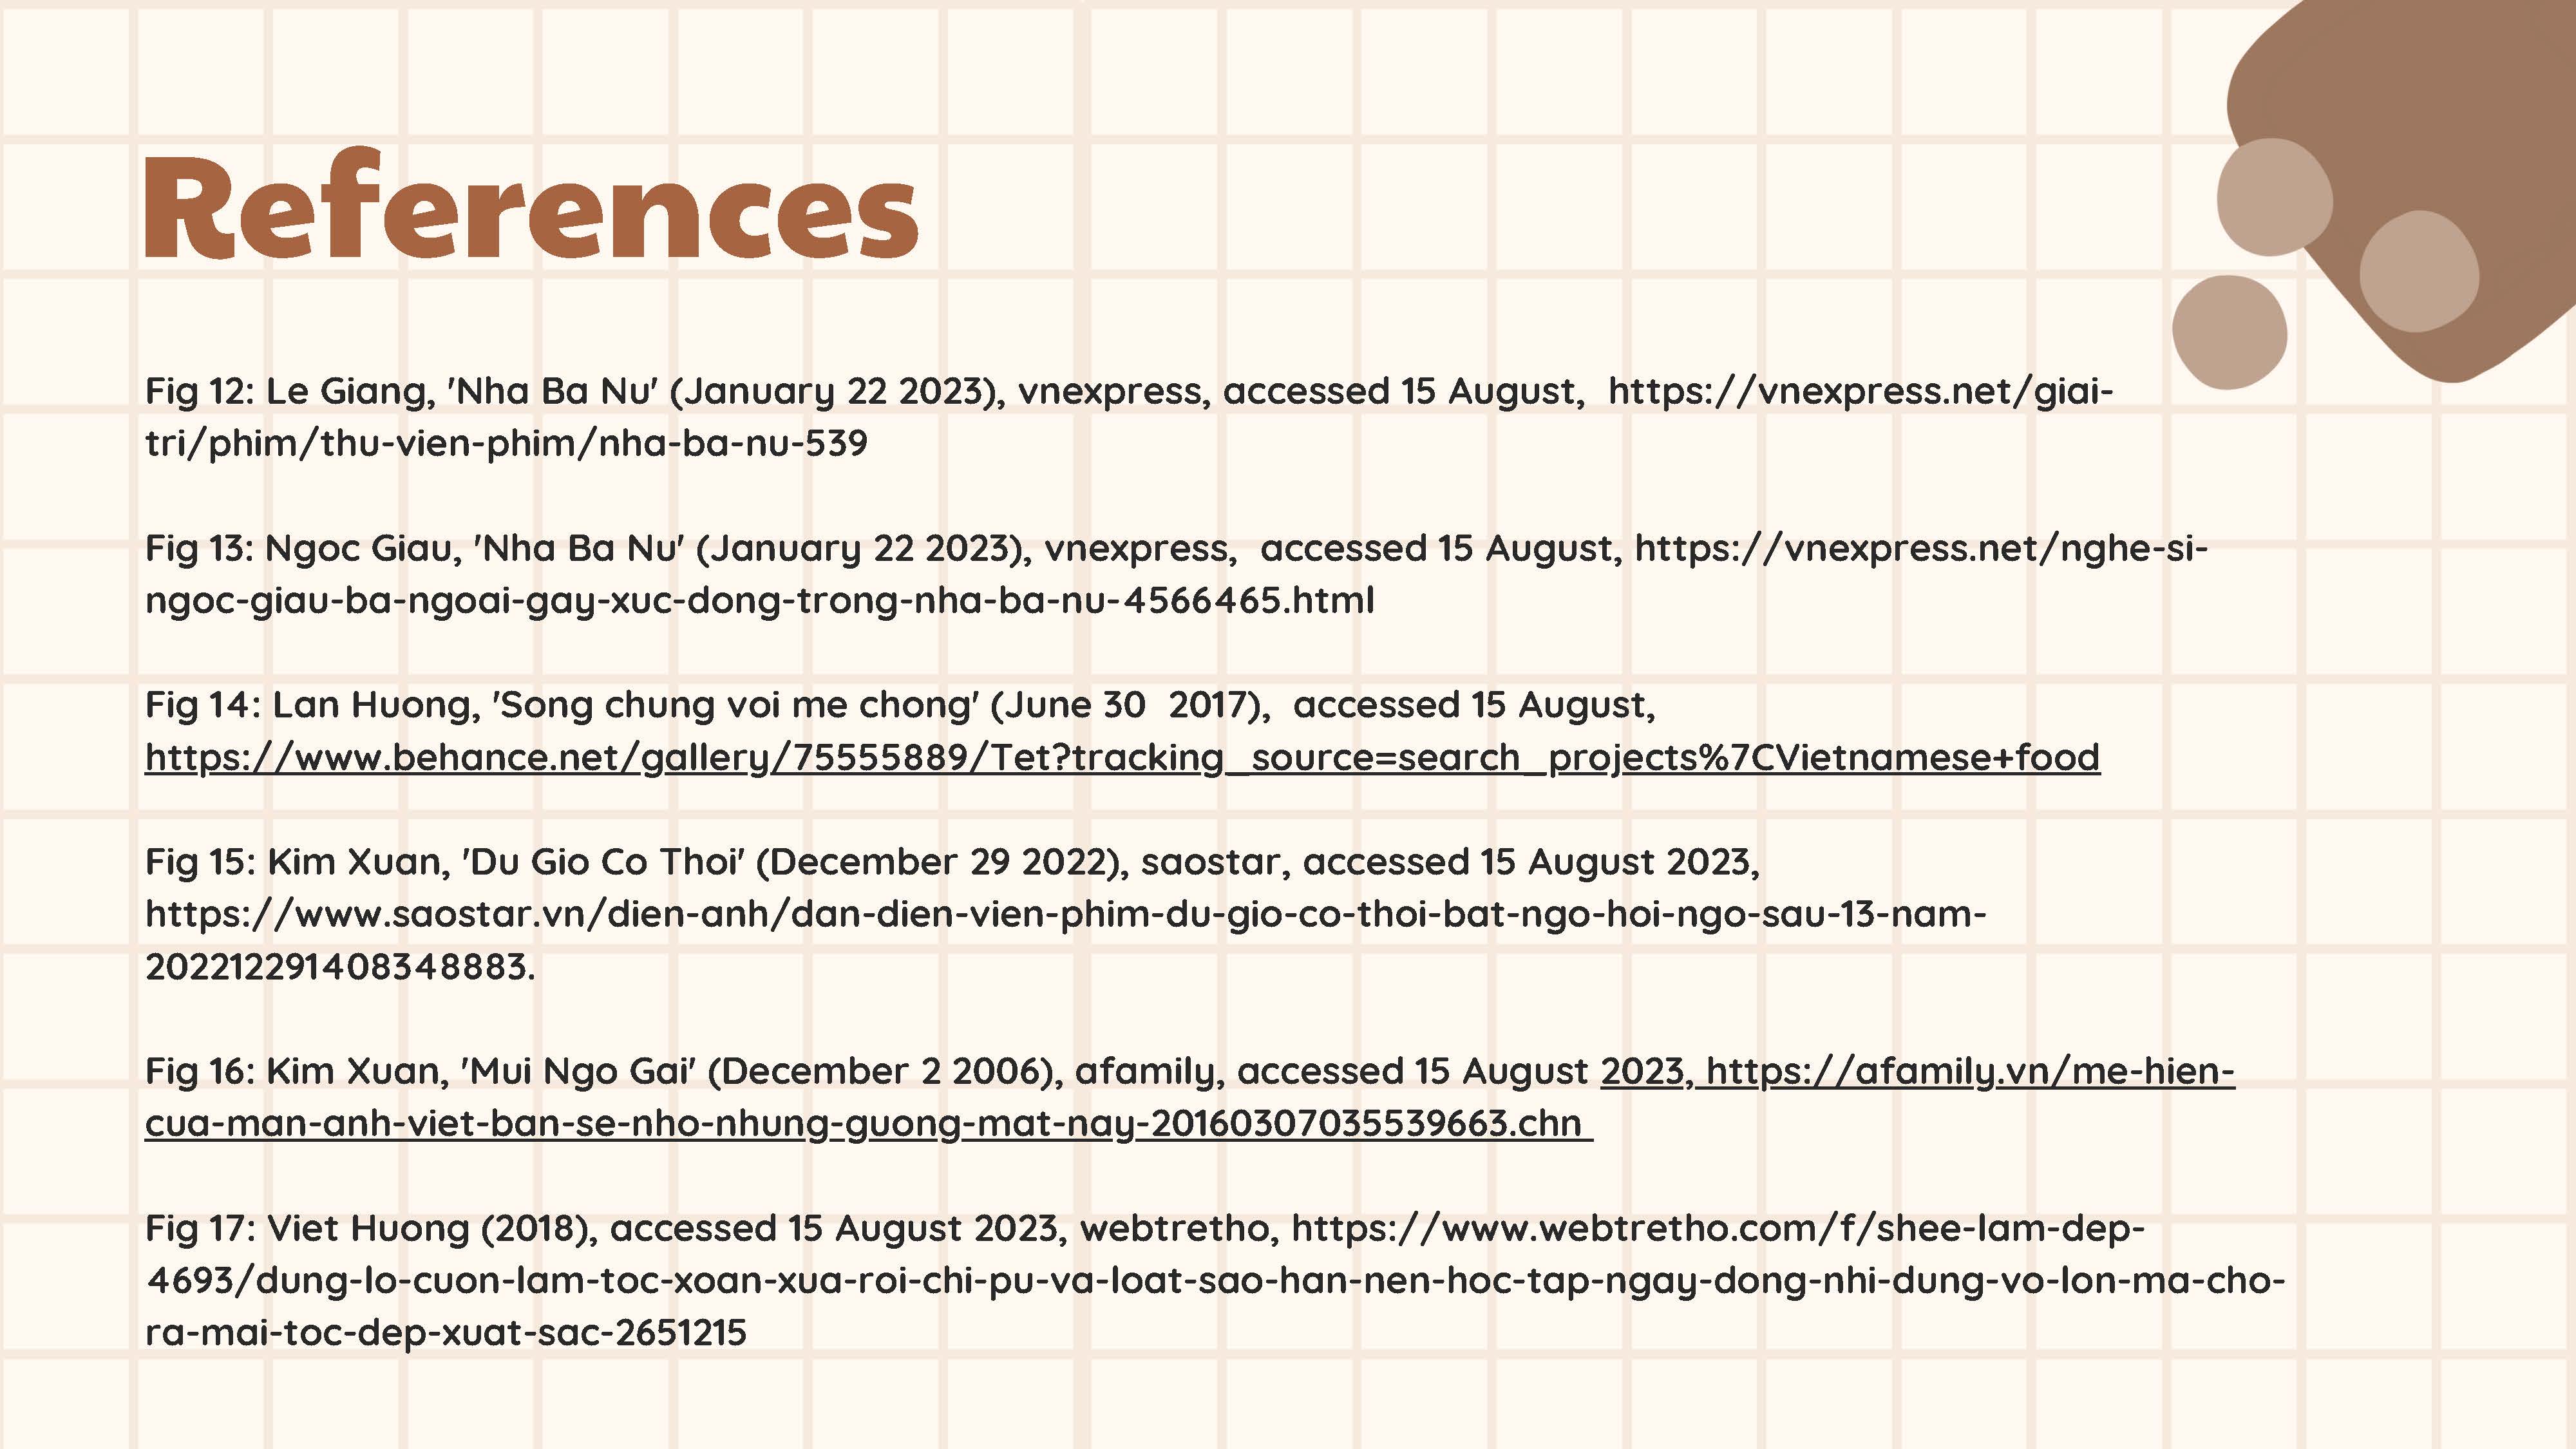 References
Fig 12: Le Giang, 'Nha Ba Nu' (January 22 2023), vnexpress, accessed 15 August,  https://vnexpress.net/giai-
tri/phim/thu-vien-phim/nha-ba-nu-539
Fig 13: Ngoc Giau, 'Nha Ba Nu' (January 22 2023), vnexpress,  accessed 15 August, https://vnexpress.net/nghe-si-
ngoc-giau-ba-ngoai-gay-xuc-dong-trong-nha-ba-nu-4566465.html
Fig 14: Lan Huong, 'Song chung voi me chong' (June 30  2017),  accessed 15 August,
https://www.behance.net/gallery/75555889/Tet?tracking_source=search_projects%7CVietnamese+food
Fig 15: Kim Xuan, 'Du Gio Co Thoi' (December 29 2022), saostar, accessed 15 August 2023,
https://www.saostar.vn/dien-anh/dan-dien-vien-phim-du-gio-co-thoi-bat-ngo-hoi-ngo-sau-13-nam-
202212291408348883.
Fig 16: Kim Xuan, 'Mui Ngo Gai' (December 2 2006), afamily, accessed 15 August 2023, https://afamily.vn/me-hien-
cua-man-anh-viet-ban-se-nho-nhung-guong-mat-nay-20160307035539663.chn
Fig 17: Viet Huong (2018), accessed 15 August 2023, webtretho, https://www.webtretho.com/f/shee-lam-dep-
4693/dung-lo-cuon-lam-toc-xoan-xua-roi-chi-pu-va-loat-sao-han-nen-hoc-tap-ngay-dong-nhi-dung-vo-lon-ma-cho-
ra-mai-toc-dep-xuat-sac-2651215